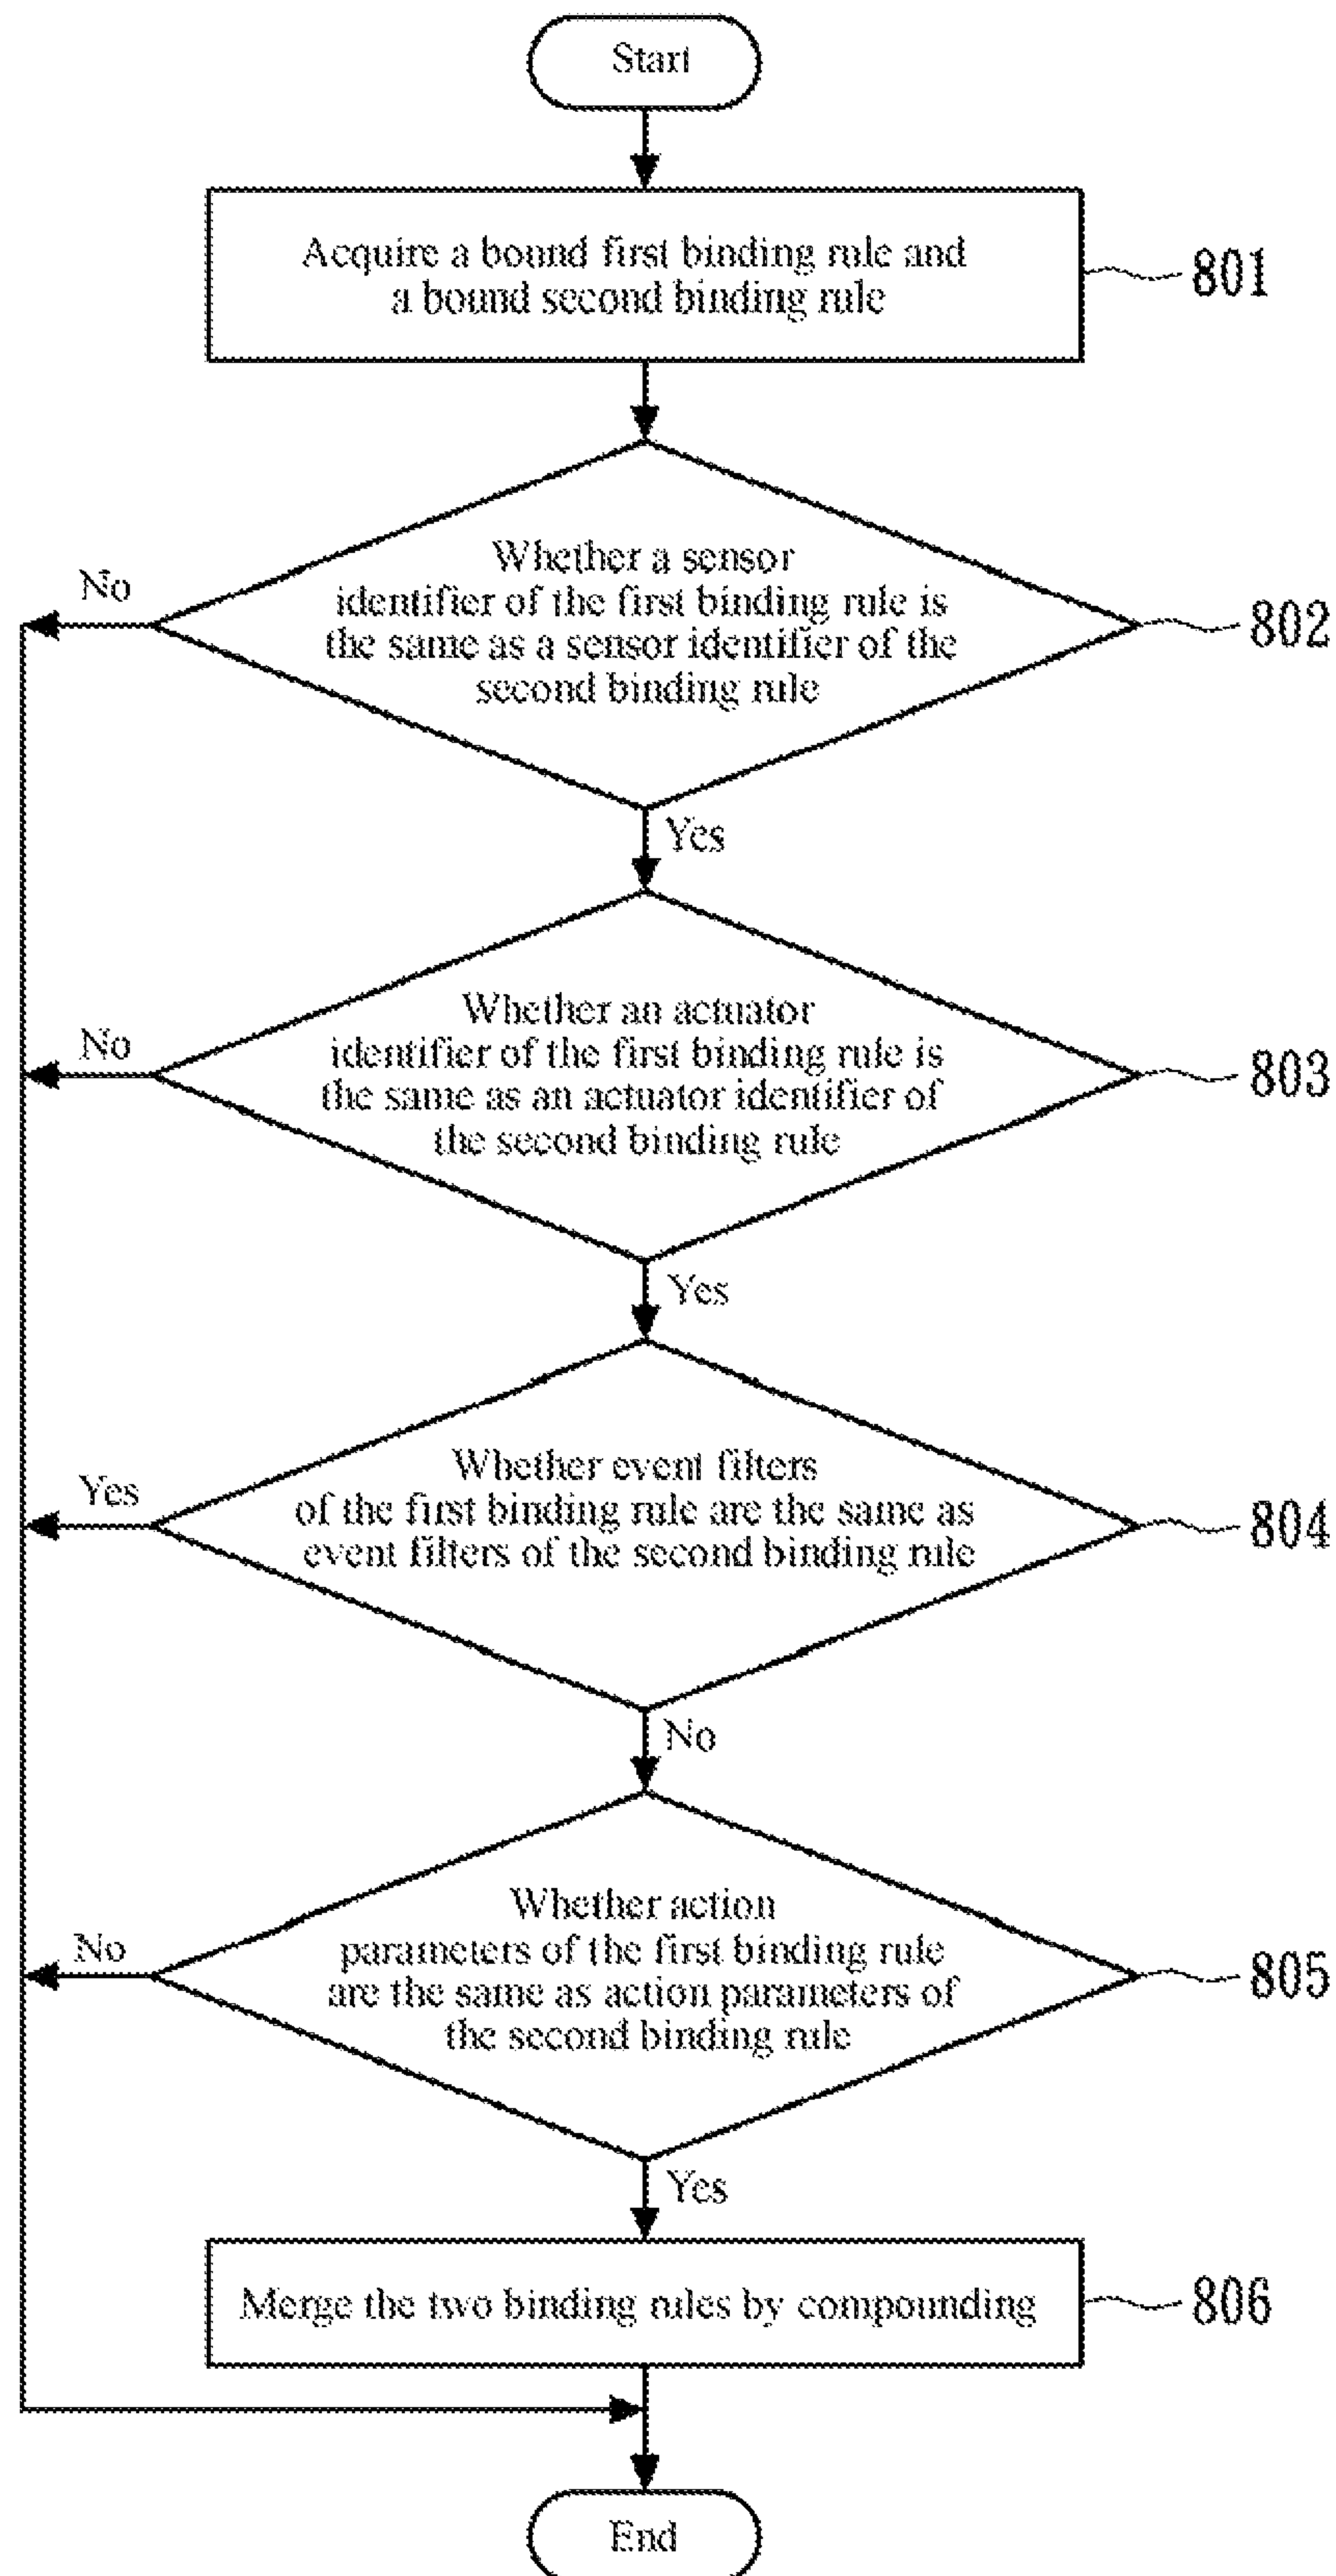 Start
Acquire a bound first binding rule and
a bound second binding rule
801
Whether a sensor
identifier of the first binding rule is
the same as a sensor identifier of the
second binding rule
No
802
Yes
Whether an actuator
identifier of the first binding rule is
the same as an actuator identifier of
the second binding rule
No
803
Yes
Whether event filters
of the first binding rule are the same as
event filters of the second binding rule
Yes
804
No
Whether action
parameters of the first binding rule
are the same as action parameters of
the second binding rule
No
805
Yes
Merge the two binding rules by compounding
806
End